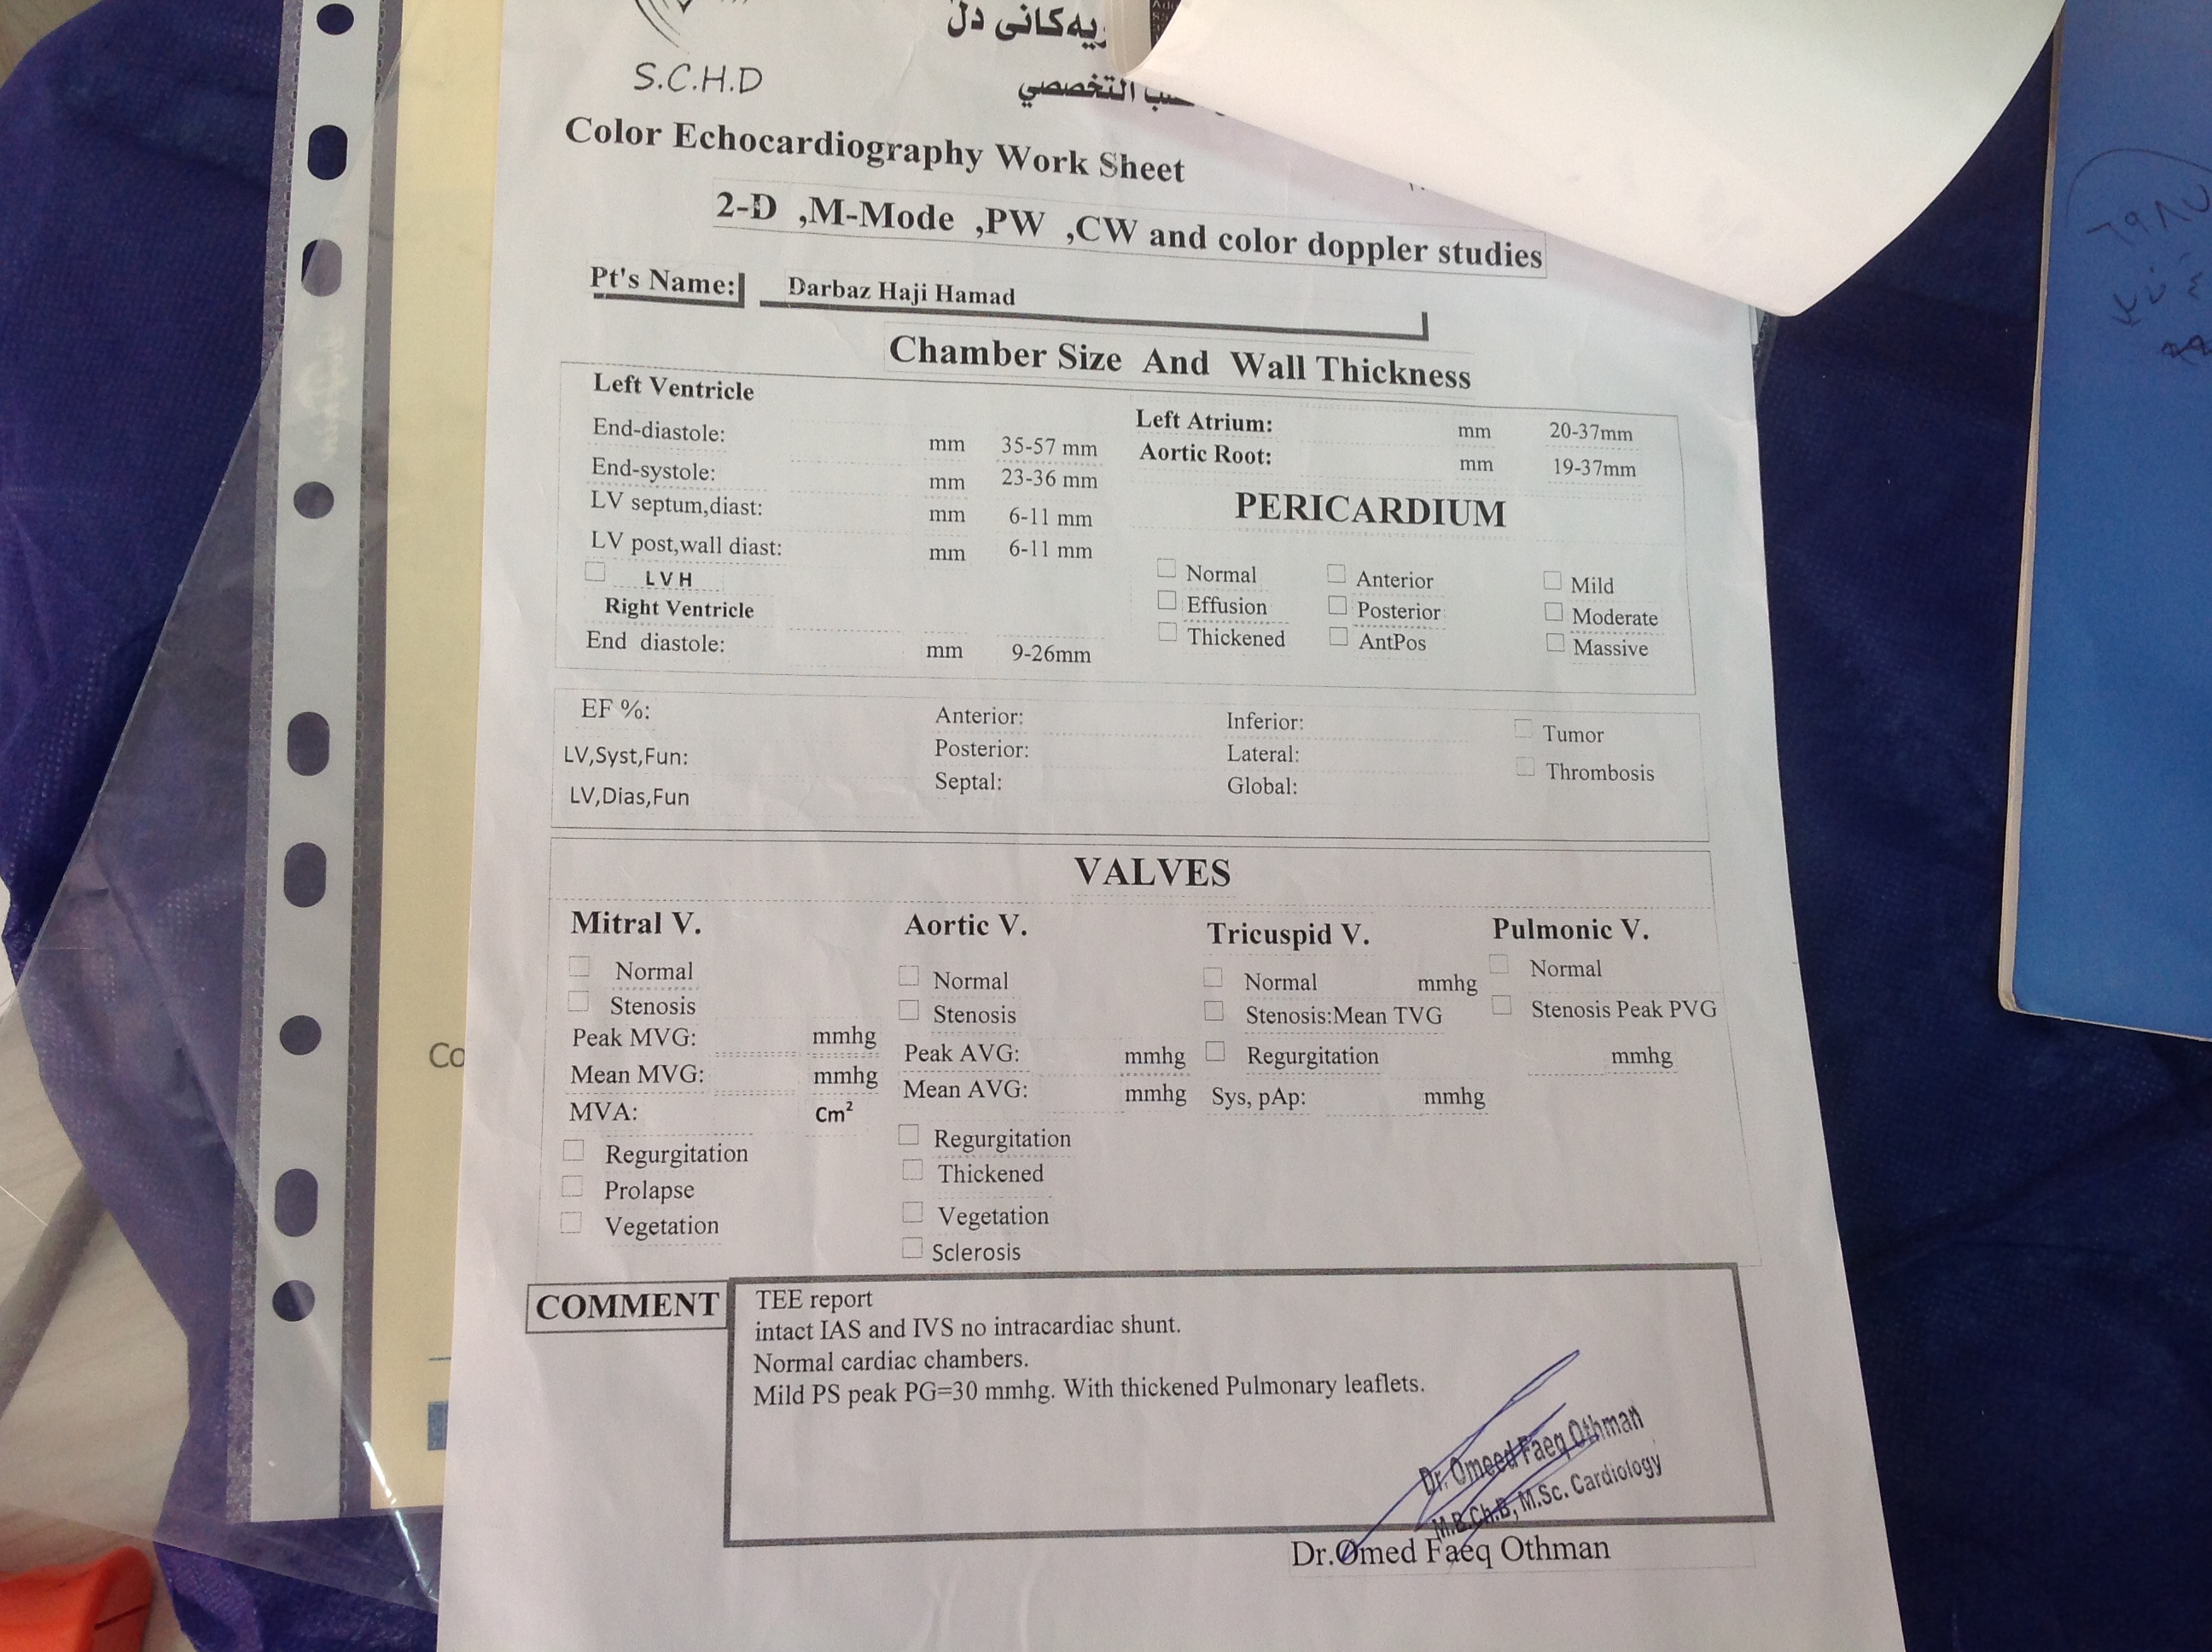 دل
S.C.H.D
التخصصي
Color Echocardiography Work Sheet
2-D ,M-Mode ,PW ,CW and color doppler studies
Pt's Name: Darbaz Haji Hamad
Chamber Size And Wall Thickness
Left Ventricle
End-diastole: mm 35-57 mm
End-systole: mm 23-36 mm
LV septum,diast: mm 6-11 mm
LV post,wall diast: mm 6-11 mm
LVH
Right Ventricle
End diastole: mm 9-26mm
Left Atrium: mm 20-37mm
Aortic Root: mm 19-37mm
PERICARDIUM
Normal Anterior Mild
Effusion Posterior Moderate
Thickened AntPos Massive
EF %: Anterior: Inferior: Tumor
LV,Syst,Fun: Posterior: Lateral: Thrombosis
LV,Dias,Fun Septal: Global:
VALVES
Mitral V.
Normal
Stenosis
Peak MVG: mmhg
Mean MVG: mmhg
MVA: Cm²
Regurgitation
Prolapse
Vegetation
Aortic V.
Normal
Stenosis
Peak AVG: mmhg
Mean AVG: mmhg
Regurgitation
Thickened
Vegetation
Sclerosis
Tricuspid V.
Normal mmhg
Stenosis:Mean TVG
Regurgitation
Sys, pAp: mmhg
Pulmonic V.
Normal
Stenosis Peak PVG
mmhg
COMMENT
TEE report
intact IAS and IVS no intracardiac shunt.
Normal cardiac chambers.
Mild PS peak PG=30 mmhg. With thickened Pulmonary leaflets.
Dr. Omeed Faeq Othman
M.B.Ch.B, M.Sc. Cardiology
Dr.Omed Faeq Othman
Co